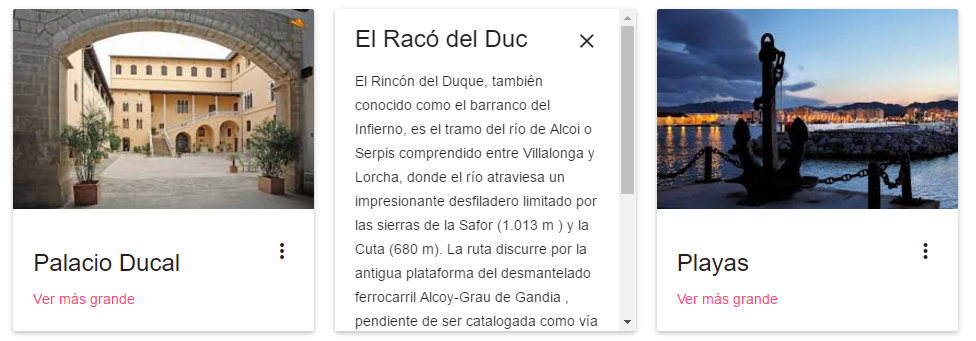 Palacio Ducal
Ver más grande
El Racó del Duc
El Rincón del Duque, también
conocido como el barranco del
Infierno, es el tramo del río de Alcoi o
Serpis comprendido entre Villalonga y
Lorcha, donde el río atraviesa un
impresionante desfiladero limitado por
las sierras de la Safor (1.013 m ) y la
Cuta (680 m). La ruta discurre por la
antigua plataforma del desmantelado
ferrocarril Alcoy-Grau de Gandia ,
pendiente de ser catalogada como vía
Playas
Ver más grande